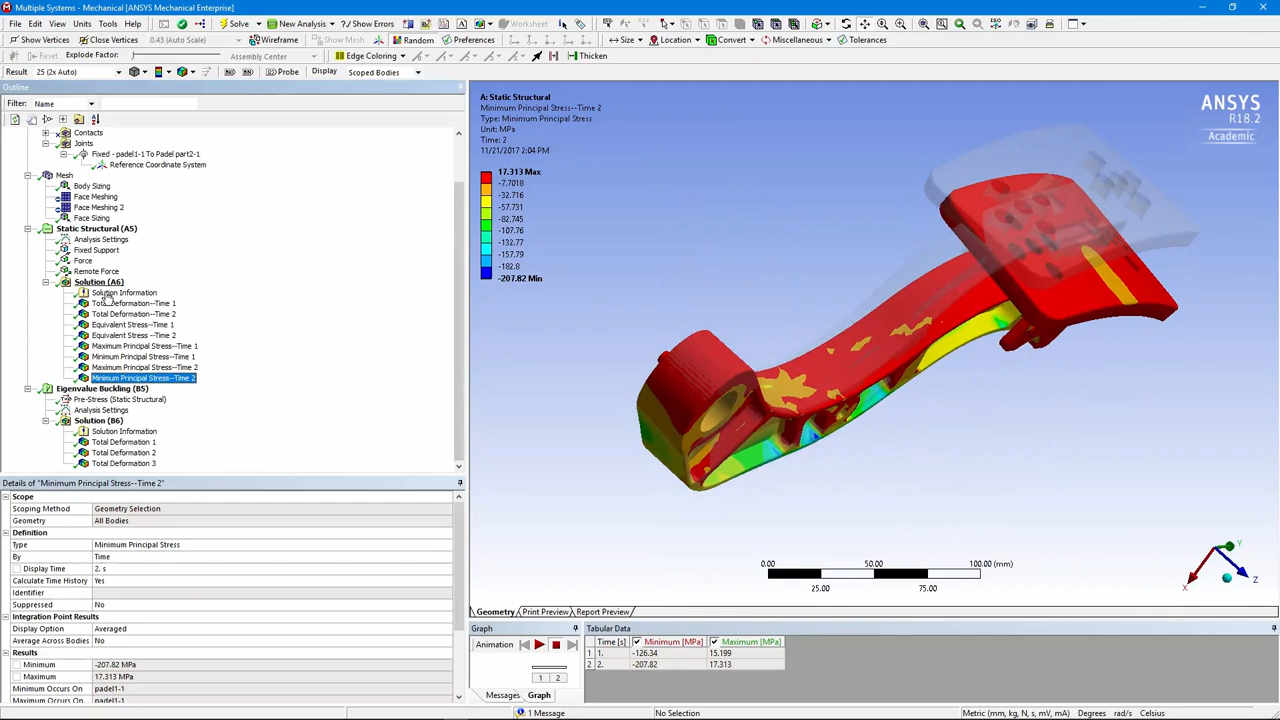 Multiple Systems - Mechanical [ANSYS Mechanical Enterprise]
File Edit View Units Tools Help Solve New Analysis ?/ Show Errors Worksheet
Show Vertices Close Vertices 0.43 (Auto Scale) Wireframe Show Mesh Random Preferences Size Location Convert Miscellaneous Tolerances
Reset Explode Factor: Assembly Center Edge Coloring Thicken
Result 25 (2x Auto) Probe Display Scoped Bodies
Outline
Filter: Name
Contacts
Joints
Fixed - padel1-1 To Padel part2-1
Reference Coordinate System
Mesh
Body Sizing
Face Meshing
Face Meshing 2
Face Sizing
Static Structural (A5)
Analysis Settings
Fixed Support
Force
Remote Force
Solution (A6)
Solution Information
Total Deformation--Time 1
Total Deformation--Time 2
Equivalent Stress--Time 1
Equivalent Stress --Time 2
Maximum Principal Stress--Time 1
Minimum Principal Stress--Time 1
Maximum Principal Stress--Time 2
Minimum Principal Stress--Time 2
Eigenvalue Buckling (B5)
Pre-Stress (Static Structural)
Analysis Settings
Solution (B6)
Solution Information
Total Deformation 1
Total Deformation 2
Total Deformation 3
Details of "Minimum Principal Stress--Time 2"
Scope
Scoping Method Geometry Selection
Geometry All Bodies
Definition
Type Minimum Principal Stress
By Time
Display Time 2. s
Calculate Time History Yes
Identifier
Suppressed No
Integration Point Results
Display Option Averaged
Average Across Bodies No
Results
Minimum -207.82 MPa
Maximum 17.313 MPa
Minimum Occurs On padel1-1
Maximum Occurs On padel1-1
A: Static Structural
Minimum Principal Stress--Time 2
Type: Minimum Principal Stress
Unit: MPa
Time: 2
11/21/2017 2:04 PM
17.313 Max
-7.7018
-32.716
-57.731
-82.745
-107.76
-132.77
-157.79
-182.8
-207.82 Min
ANSYS
R18.2
Academic
0.00 50.00 100.00 (mm)
25.00 75.00
X Y Z
Geometry Print Preview Report Preview
Graph
Animation
1 2
Messages Graph
Tabular Data
Time [s] Minimum [MPa] Maximum [MPa]
1 1. -126.34 15.199
2 2. -207.82 17.313
1 Message No Selection Metric (mm, kg, N, s, mV, mA) Degrees rad/s Celsius